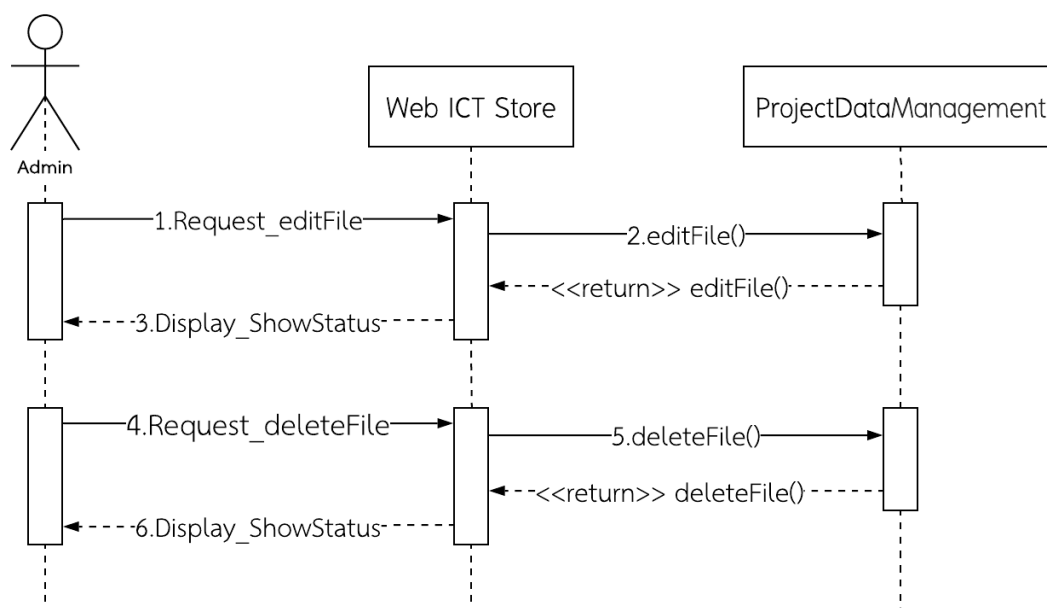 Web ICT Store
ProjectDataManagement
Admin
1.Request_editFile
2.editFile()
<<return>> editFile()
3.Display_ShowStatus
4.Request_deleteFile
5.deleteFile()
<<return>> deleteFile()
6.Display_ShowStatus